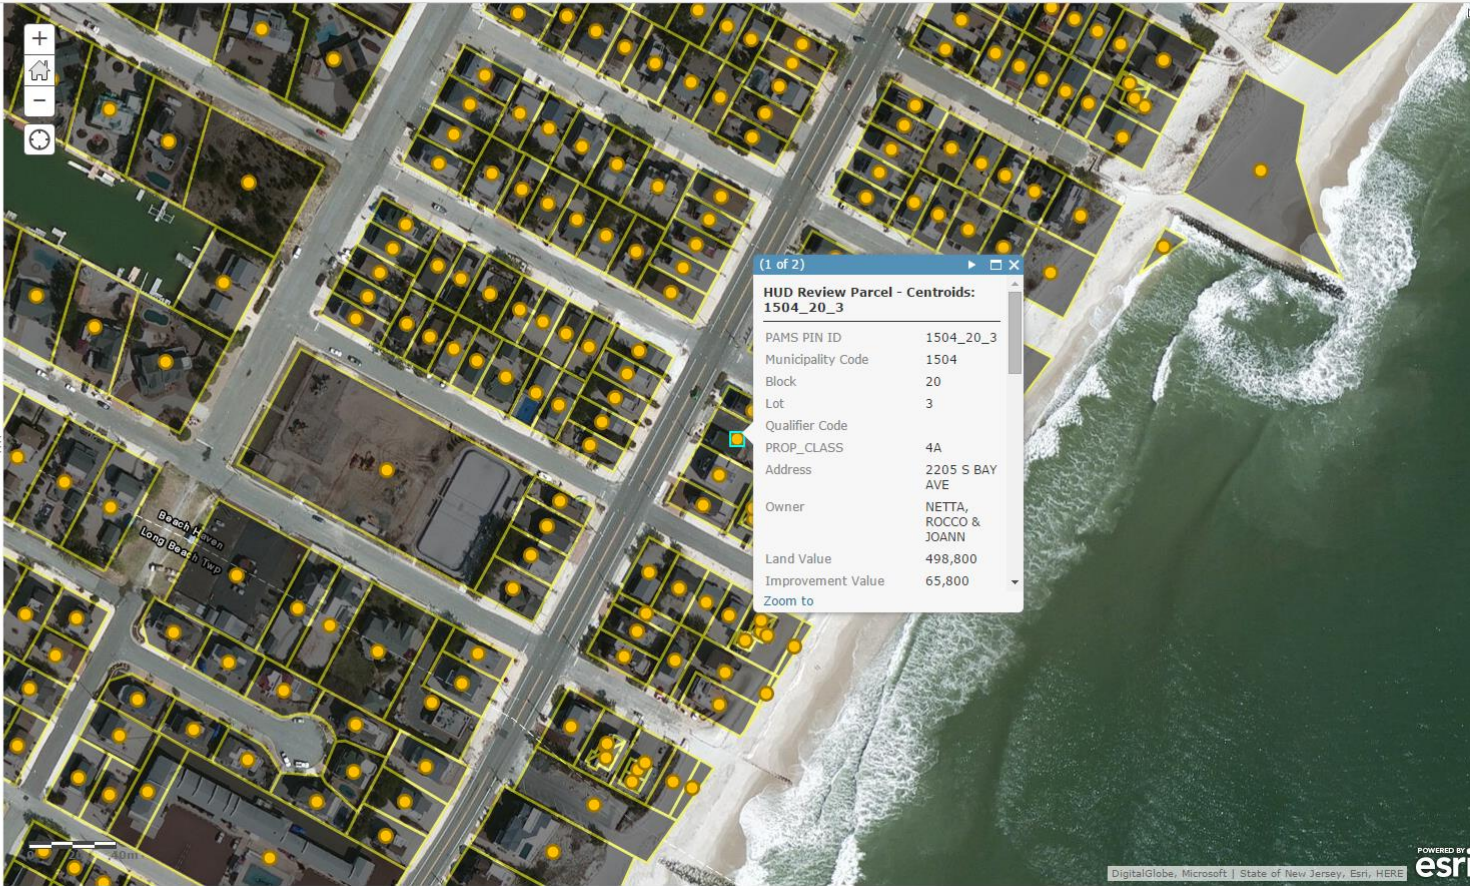 +
−
(1 of 2)
HUD Review Parcel - Centroids:
1504_20_3
PAMS PIN ID 1504_20_3
Municipality Code 1504
Block 20
Lot 3
Qualifier Code
PROP_CLASS 4A
Address 2205 S BAY
AVE
Owner NETTA,
ROCCO &
JOANN
Land Value 498,800
Improvement Value 65,800
Zoom to
Beach Haven
Long Beach Twp
40m
DigitalGlobe, Microsoft | State of New Jersey, Esri, HERE
POWERED BY
esri